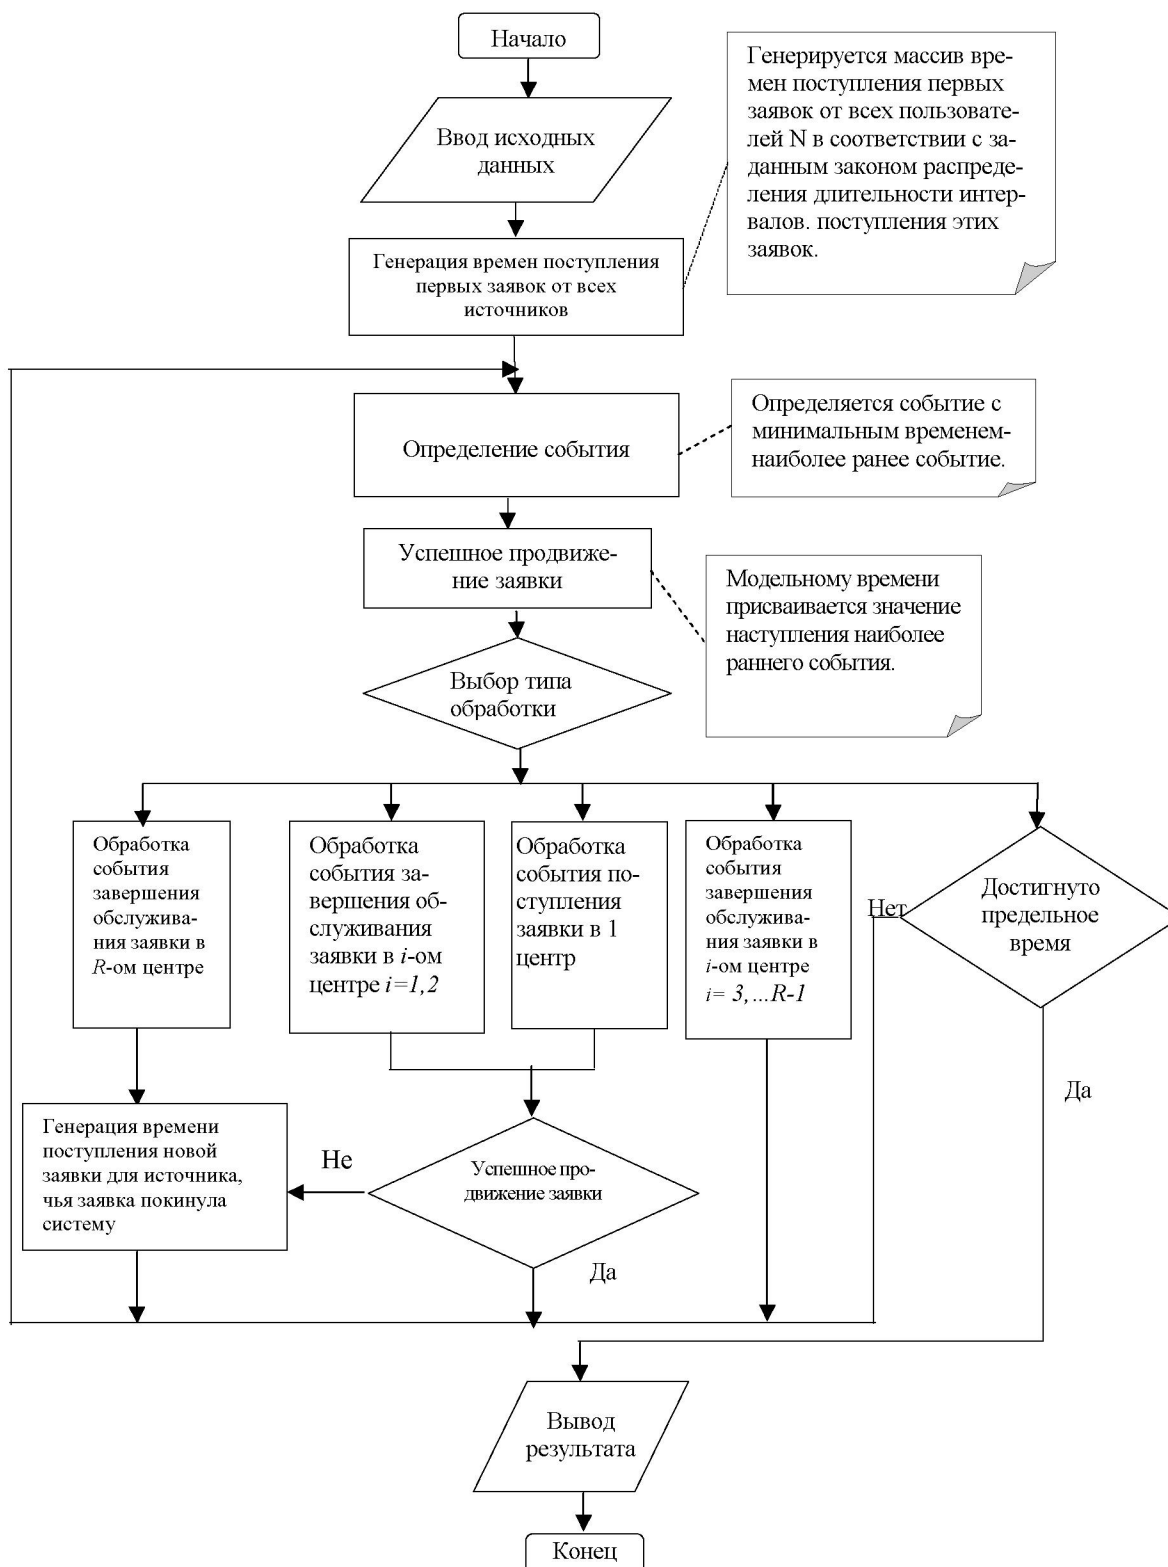 Начало
Генерируется массив вре-
мен поступления первых
заявок от всех пользовате-
лей N в соответствии с за-
данным законом распреде-
ления длительности интер-
валов. поступления этих
заявок.
Ввод исходных
данных
Генерация времен поступления
первых заявок от всех
источников
Определение события
Определяется событие с
минимальным временем-
наиболее ранее событие.
Успешное продвиже-
ние заявки
Модельному времени
присваивается значение
наступления наиболее
раннего события.
Выбор типа
обработки
Обработка
события
завершения
обслужива-
ния заявки в
R-ом центре
Обработка
события за-
вершения об-
служивания
заявки в i-ом
центре i=1,2
Обработка
события по-
ступления
заявки в 1
центр
Обработка
события
завершения
обслужива-
ния заявки в
i-ом центре
i= 3,...R-1
Достигнуто
предельное
время
Нет
Да
Генерация времени
поступления новой
заявки для источника,
чья заявка покинула
систему
Не
Успешное про-
движение заявки
Да
Вывод
результата
Конец